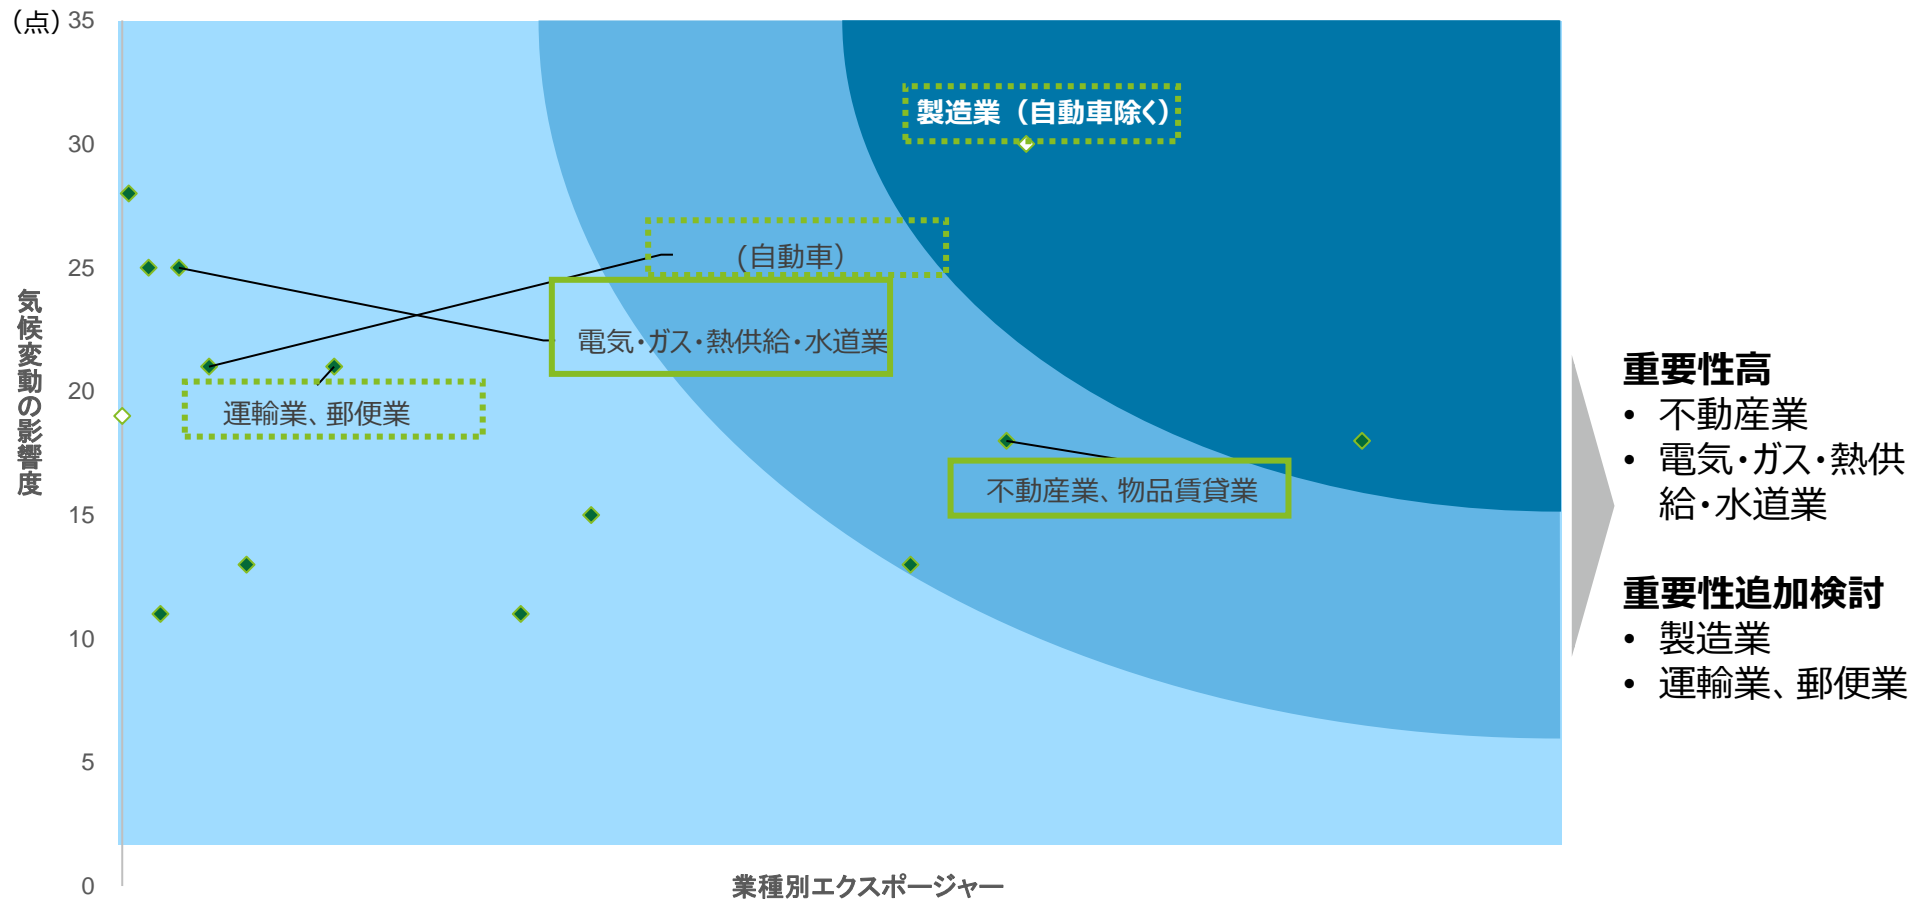 （点）
35
30
25
20
15
10
5
0
気候変動の影響度
製造業（自動車除く）
（自動車）
電気・ガス・熱供給・水道業
運輸業、郵便業
不動産業、物品賃貸業
業種別エクスポージャー
重要性高
• 不動産業
• 電気・ガス・熱供
給・水道業
重要性追加検討
• 製造業
• 運輸業、郵便業